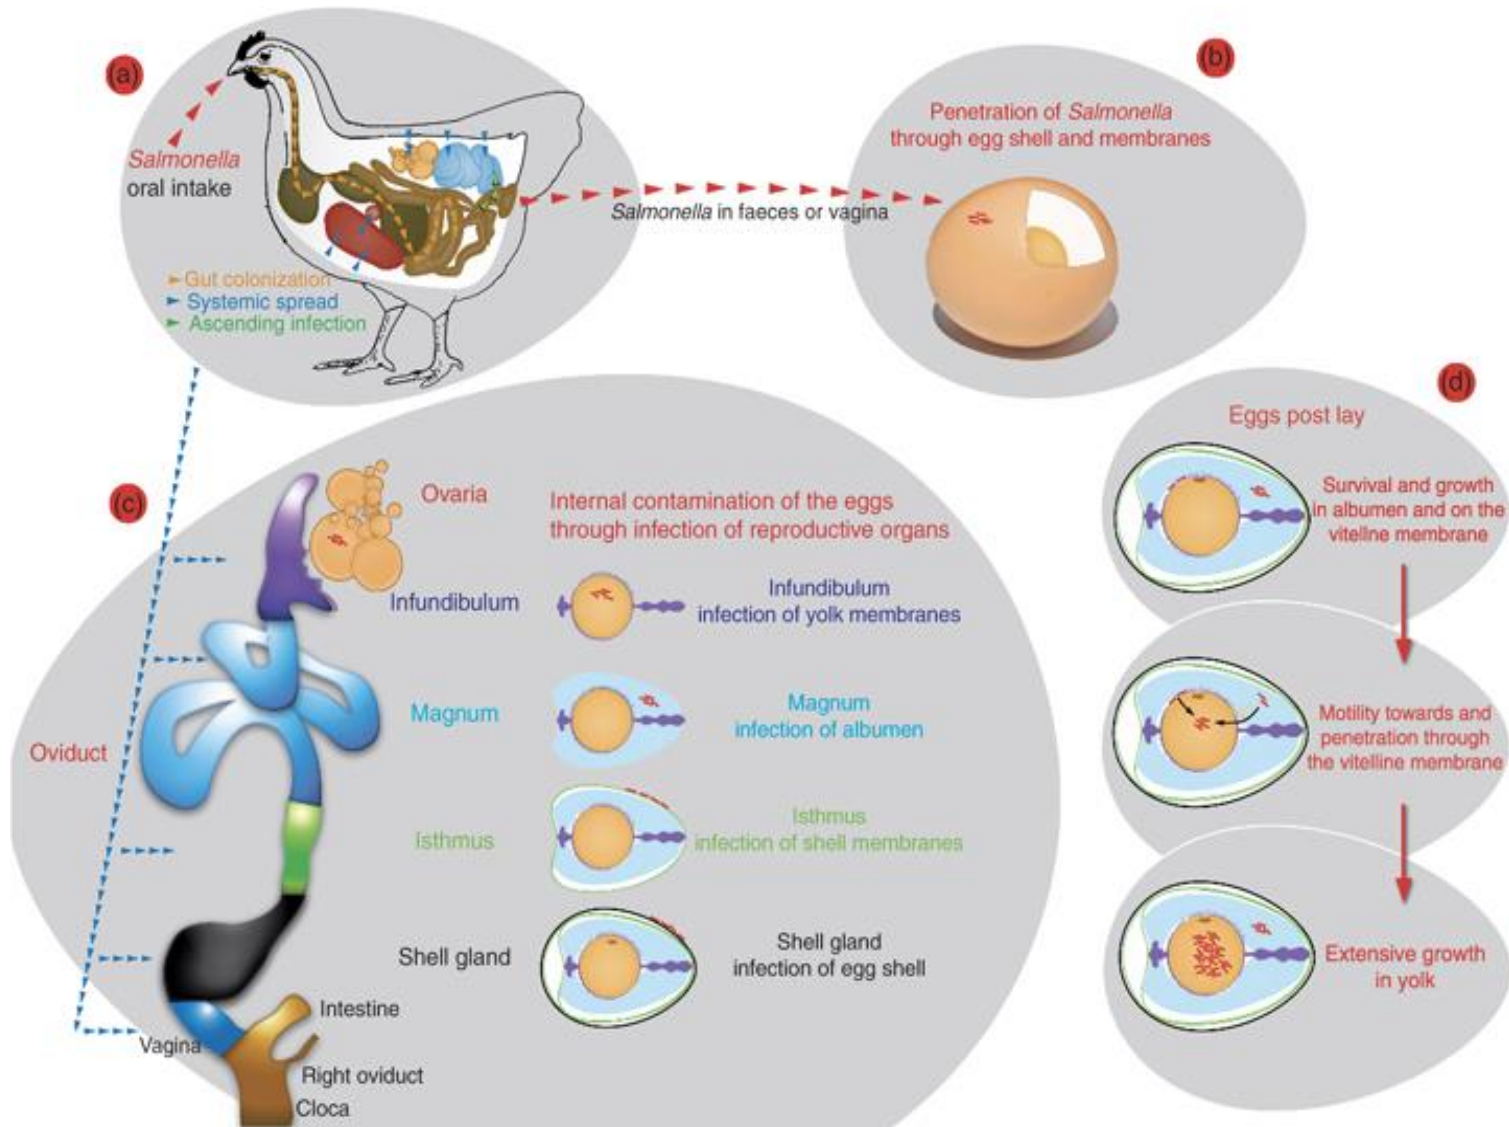 (a)
Salmonella
oral intake
Gut colonization
Systemic spread
Ascending infection
Salmonella in faeces or vagina
(b)
Penetration of Salmonella
through egg shell and membranes
(c)
Ovaria
Internal contamination of the eggs
through infection of reproductive organs
Infundibulum
Infundibulum
infection of yolk membranes
Magnum
Magnum
infection of albumen
Oviduct
Isthmus
Isthmus
infection of shell membranes
Shell gland
Shell gland
infection of egg shell
Intestine
Vagina
Right oviduct
Cloca
(d)
Eggs post lay
Survival and growth
in albumen and on the
vitellne membrane
Motility towards and
penetration through
the vitelline membrane
Extensive growth
in yolk